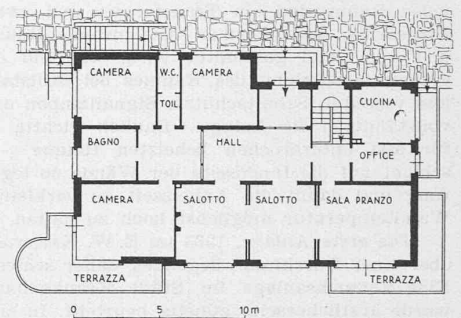 CAMERA
W.C.
CAMERA
TOIL.
CUCINA
BAGNO
HALL
OFFICE
CAMERA
SALOTTO
SALOTTO
SALA PRANZO
TERRAZZA
TERRAZZA
0 5 10 m